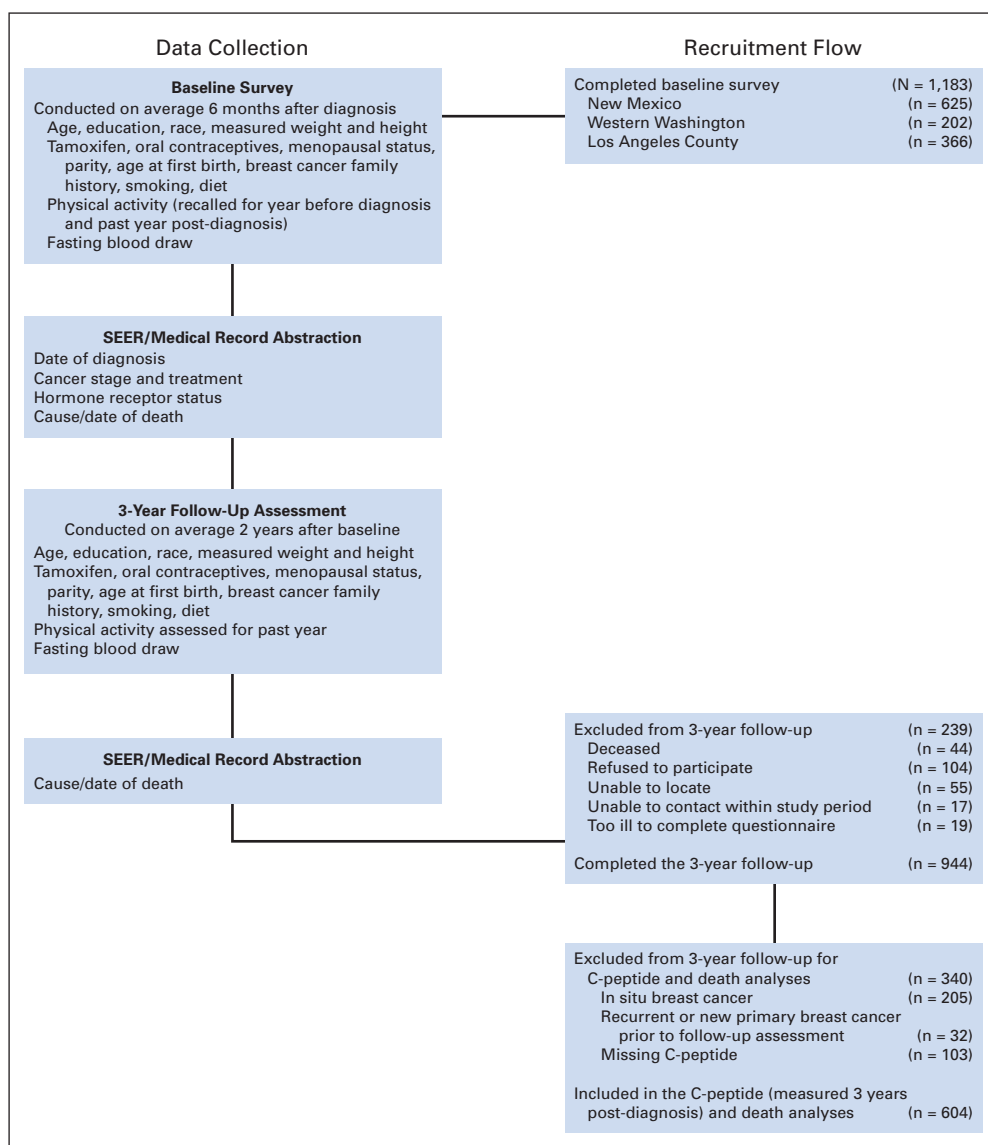 Data Collection
Baseline Survey
Conducted on average 6 months after diagnosis
Age, education, race, measured weight and height
Tamoxifen, oral contraceptives, menopausal status,
parity, age at first birth, breast cancer family
history, smoking, diet
Physical activity (recalled for year before diagnosis
and past year post-diagnosis)
Fasting blood draw
SEER/Medical Record Abstraction
Date of diagnosis
Cancer stage and treatment
Hormone receptor status
Cause/date of death
3-Year Follow-Up Assessment
Conducted on average 2 years after baseline
Age, education, race, measured weight and height
Tamoxifen, oral contraceptives, menopausal status,
parity, age at first birth, breast cancer family
history, smoking, diet
Physical activity assessed for past year
Fasting blood draw
SEER/Medical Record Abstraction
Cause/date of death
Recruitment Flow
Completed baseline survey (N = 1,183)
New Mexico (n = 625)
Western Washington (n = 202)
Los Angeles County (n = 366)
Excluded from 3-year follow-up (n = 239)
Deceased (n = 44)
Refused to participate (n = 104)
Unable to locate (n = 55)
Unable to contact within study period (n = 17)
Too ill to complete questionnaire (n = 19)
Completed the 3-year follow-up (n = 944)
Excluded from 3-year follow-up for
C-peptide and death analyses (n = 340)
In situ breast cancer (n = 205)
Recurrent or new primary breast cancer
prior to follow-up assessment (n = 32)
Missing C-peptide (n = 103)
Included in the C-peptide (measured 3 years
post-diagnosis) and death analyses (n = 604)